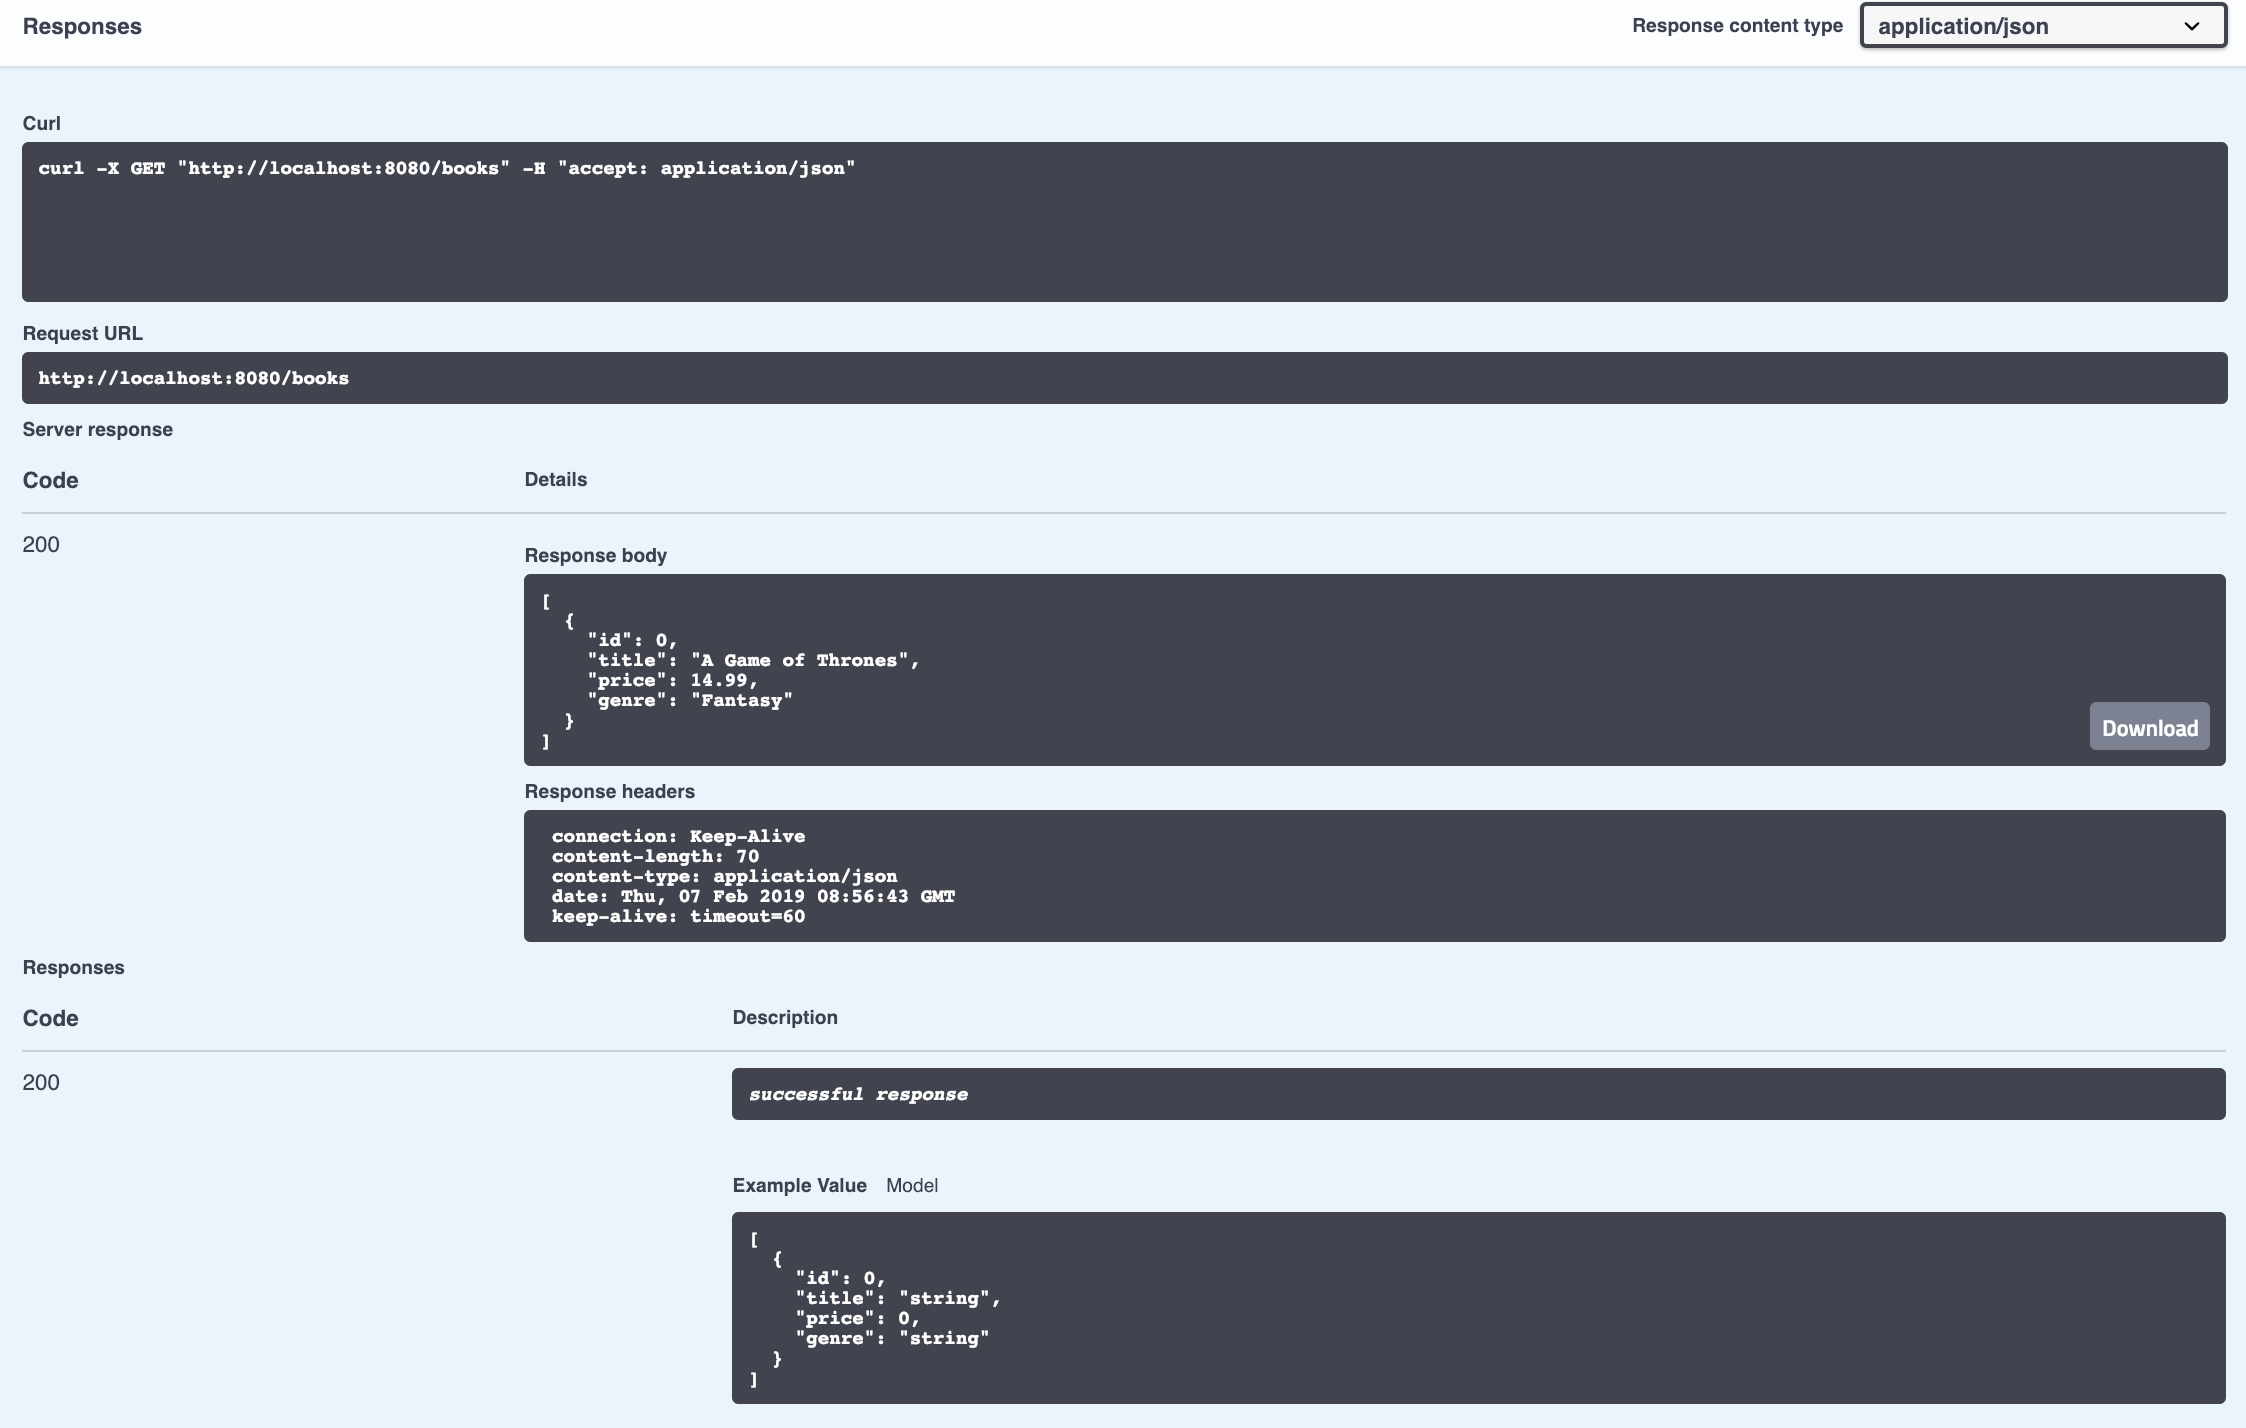 Responses
Response content type
application/json
Curl
curl -X GET "http://localhost:8080/books" -H "accept: application/json"
Request URL
http://localhost:8080/books
Server response
Code
Details
200
Response body
[
  {
    "id": 0,
    "title": "A Game of Thrones",
    "price": 14.99,
    "genre": "Fantasy"
  }
]
Download
Response headers
connection: Keep-Alive
content-length: 70
content-type: application/json
date: Thu, 07 Feb 2019 08:56:43 GMT
keep-alive: timeout=60
Responses
Code
Description
200
successful response
Example Value
Model
[
  {
    "id": 0,
    "title": "string",
    "price": 0,
    "genre": "string"
  }
]